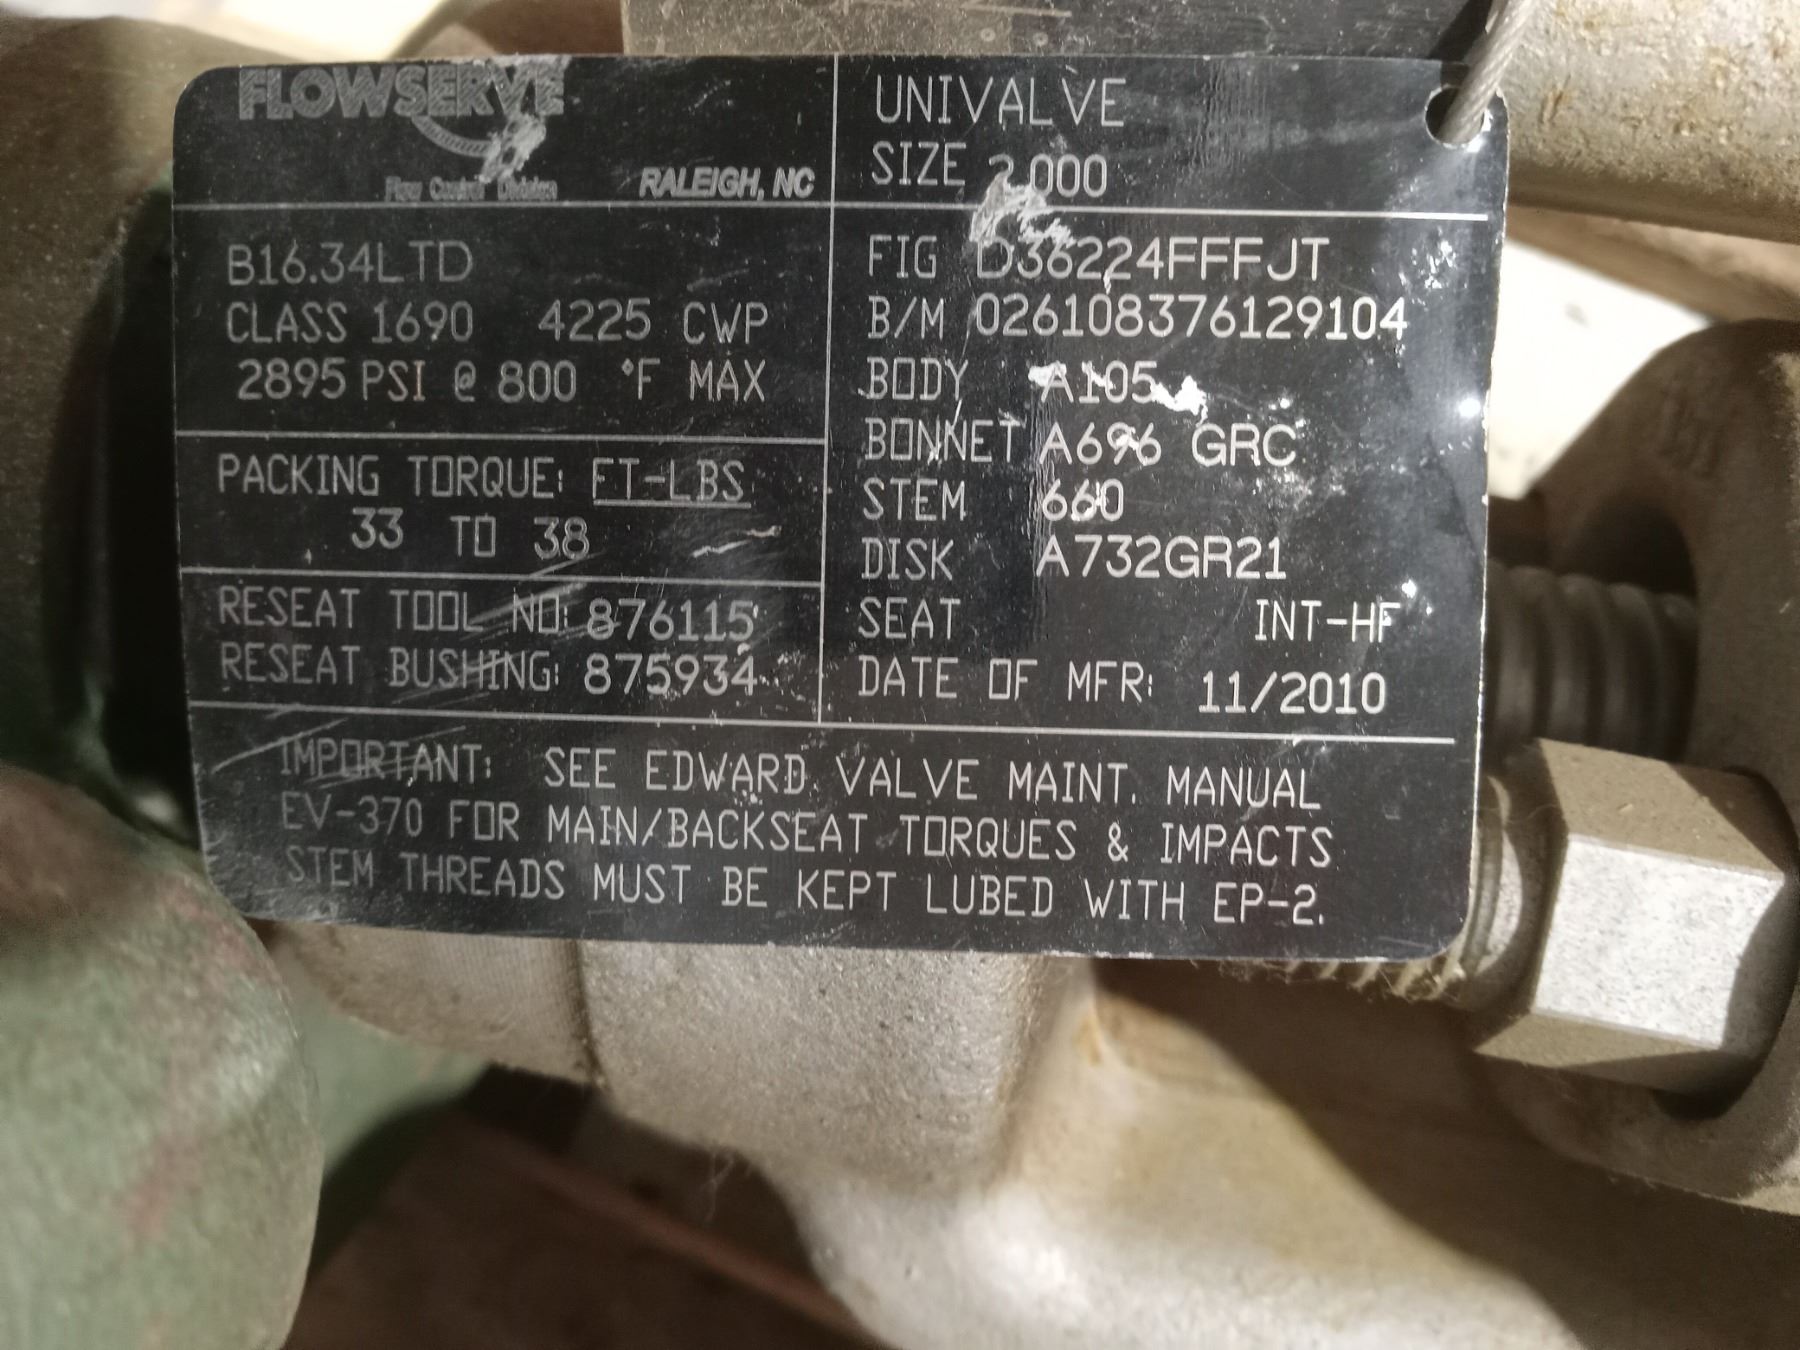 FLOWSERVE
Flow Control Division
RALEIGH, NC
UNIVALVE
SIZE 2.000
B16.34LTD
CLASS 1690 4225 CWP
2895 PSI @ 800 °F MAX
PACKING TORQUE: FT-LBS
33 TO 38
RESEAT TOOL NO: 876115
RESEAT BUSHING: 875934
FIG D36224FFFJT
B/M 026108376129104
BODY A105
BONNET A696 GRC
STEM 660
DISK A732GR21
SEAT INT-HF
DATE OF MFR: 11/2010
IMPORTANT: SEE EDWARD VALVE MAINT. MANUAL
EV-370 FOR MAIN/BACKSEAT TORQUES & IMPACTS
STEM THREADS MUST BE KEPT LUBED WITH EP-2.